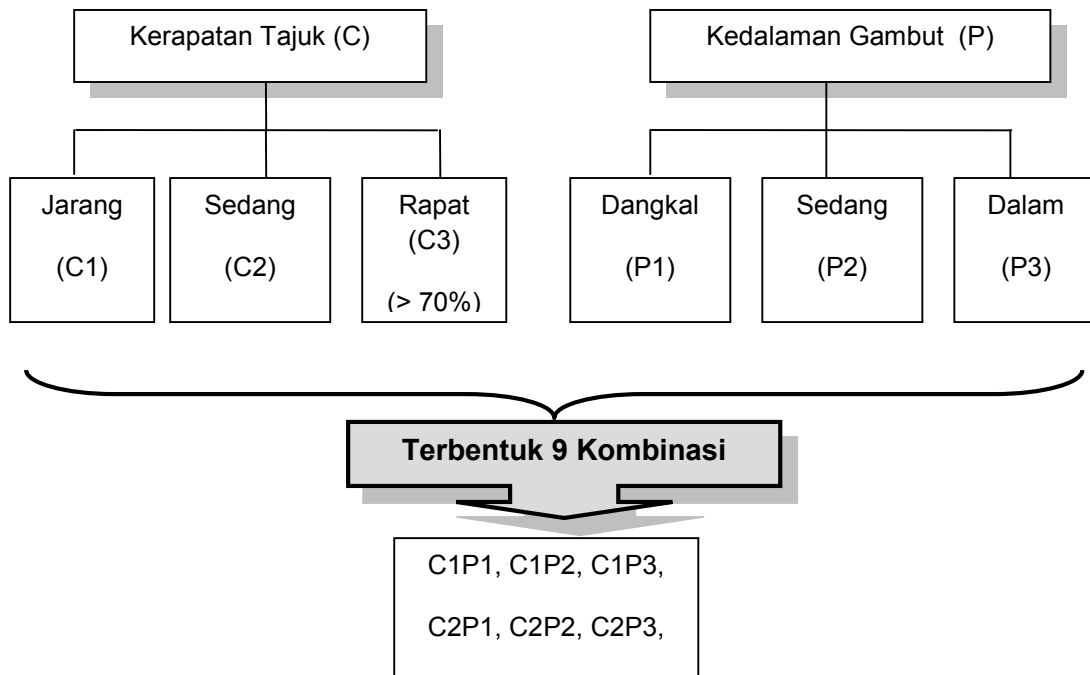 Kerapatan Tajuk (C)
Kedalaman Gambut (P)
Jarang
(C1)
Sedang
(C2)
Rapat
(C3)
(> 70%)
Dangkal
(P1)
Sedang
(P2)
Dalam
(P3)
Terbentuk 9 Kombinasi
C1P1, C1P2, C1P3,
C2P1, C2P2, C2P3,